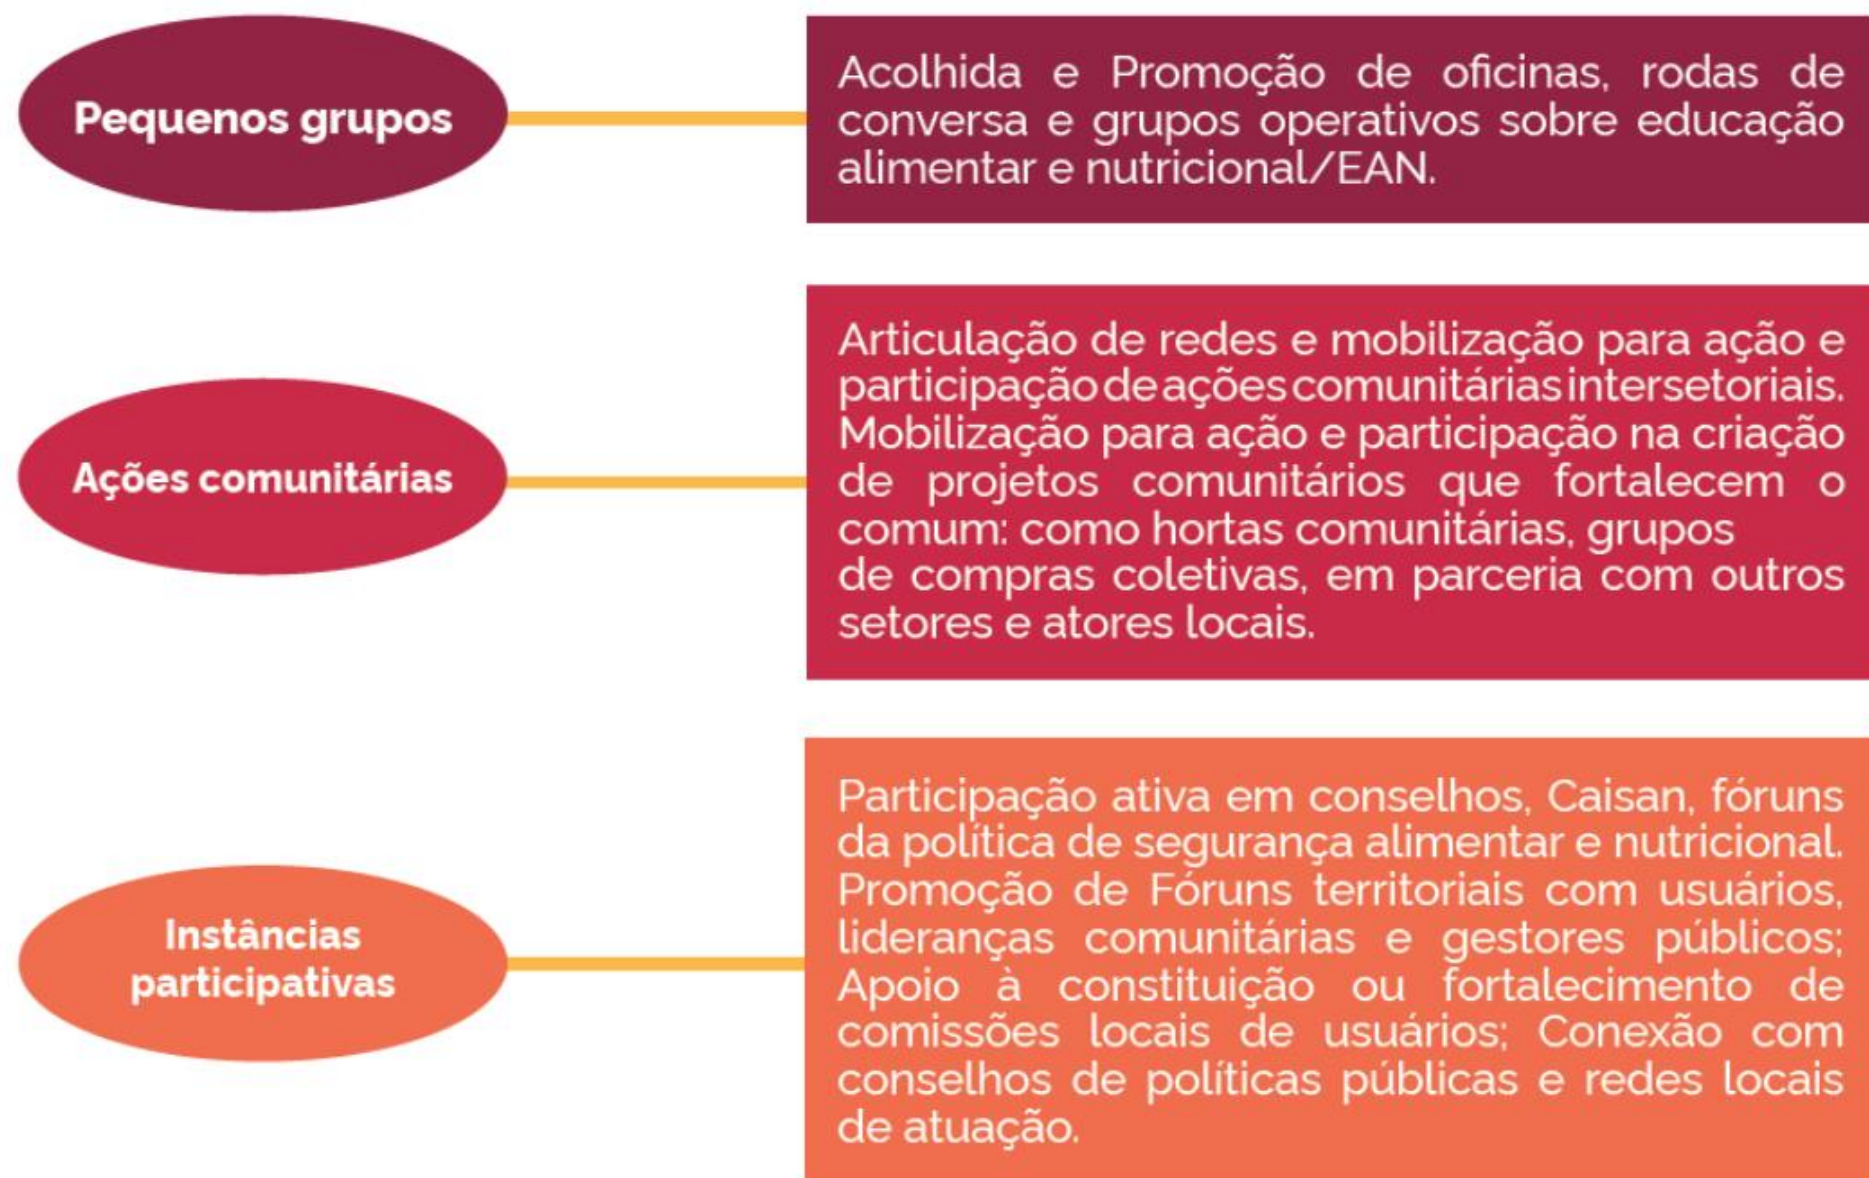 Pequenos grupos
Acolhida e Promoção de oficinas, rodas de
conversa e grupos operativos sobre educação
alimentar e nutricional/EAN.
Ações comunitárias
Articulação de redes e mobilização para ação e
participação de ações comunitárias intersetoriais.
Mobilização para ação e participação na criação
de projetos comunitários que fortalecem o
comum: como hortas comunitárias, grupos
de compras coletivas, em parceria com outros
setores e atores locais.
Instâncias
participativas
Participação ativa em conselhos, Caisan, fóruns
da política de segurança alimentar e nutricional.
Promoção de Fóruns territoriais com usuários,
lideranças comunitárias e gestores públicos;
Apoio à constituição ou fortalecimento de
comissões locais de usuários; Conexão com
conselhos de políticas públicas e redes locais
de atuação.